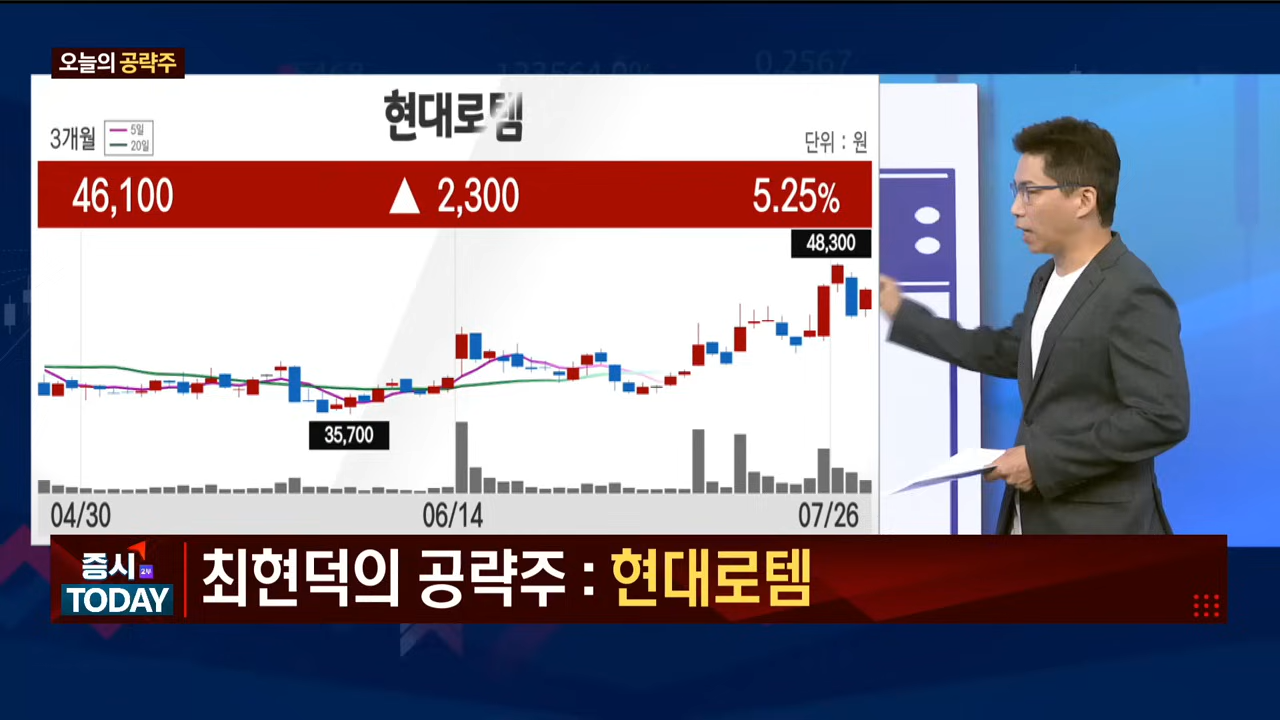 오늘의 공략주
현대로템
3개월
5일
20일
단위 : 원
46,100 ▲ 2,300 5.25%
48,300
35,700
04/30 06/14 07/26
증시 2부
TODAY
최현덕의 공략주 : 현대로템